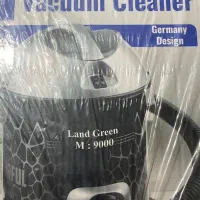 Vacuum Cleaner
Germany
Design
Land Green
M : 9000